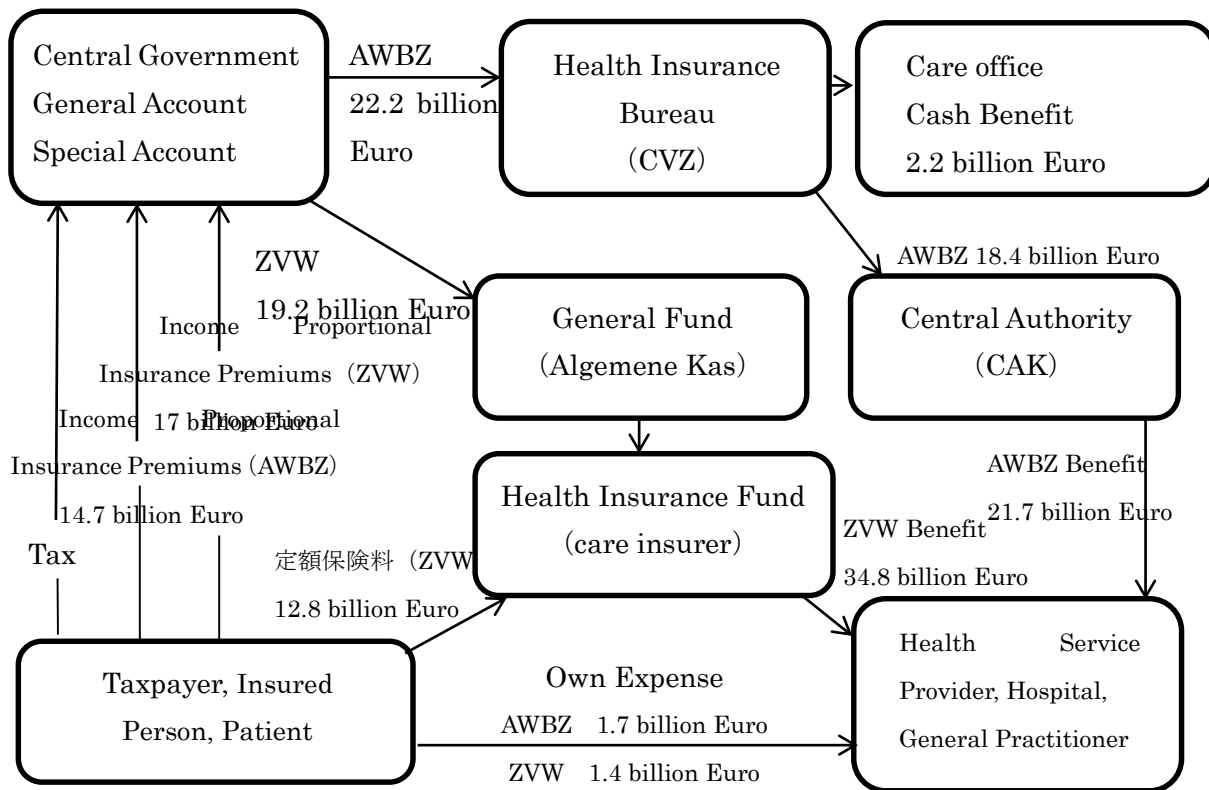 Central Government
General Account
Special Account
AWBZ
22.2 billion
Euro
Health Insurance
Bureau
(CVZ)
Care office
Cash Benefit
2.2 billion Euro
ZVW
19.2 billion Euro
AWBZ 18.4 billion Euro
General Fund
(Algemene Kas)
Central Authority
(CAK)
Income Proportional
Insurance Premiums (ZVW)
17 billion Euro
Income Proportional
Insurance Premiums (AWBZ)
14.7 billion Euro
Tax
Health Insurance Fund
(care insurer)
AWBZ Benefit
21.7 billion Euro
ZVW Benefit
34.8 billion Euro
定額保険料（ZVW
12.8 billion Euro
Taxpayer, Insured
Person, Patient
Own Expense
AWBZ 1.7 billion Euro
ZVW 1.4 billion Euro
Health Service
Provider, Hospital,
General Practitioner